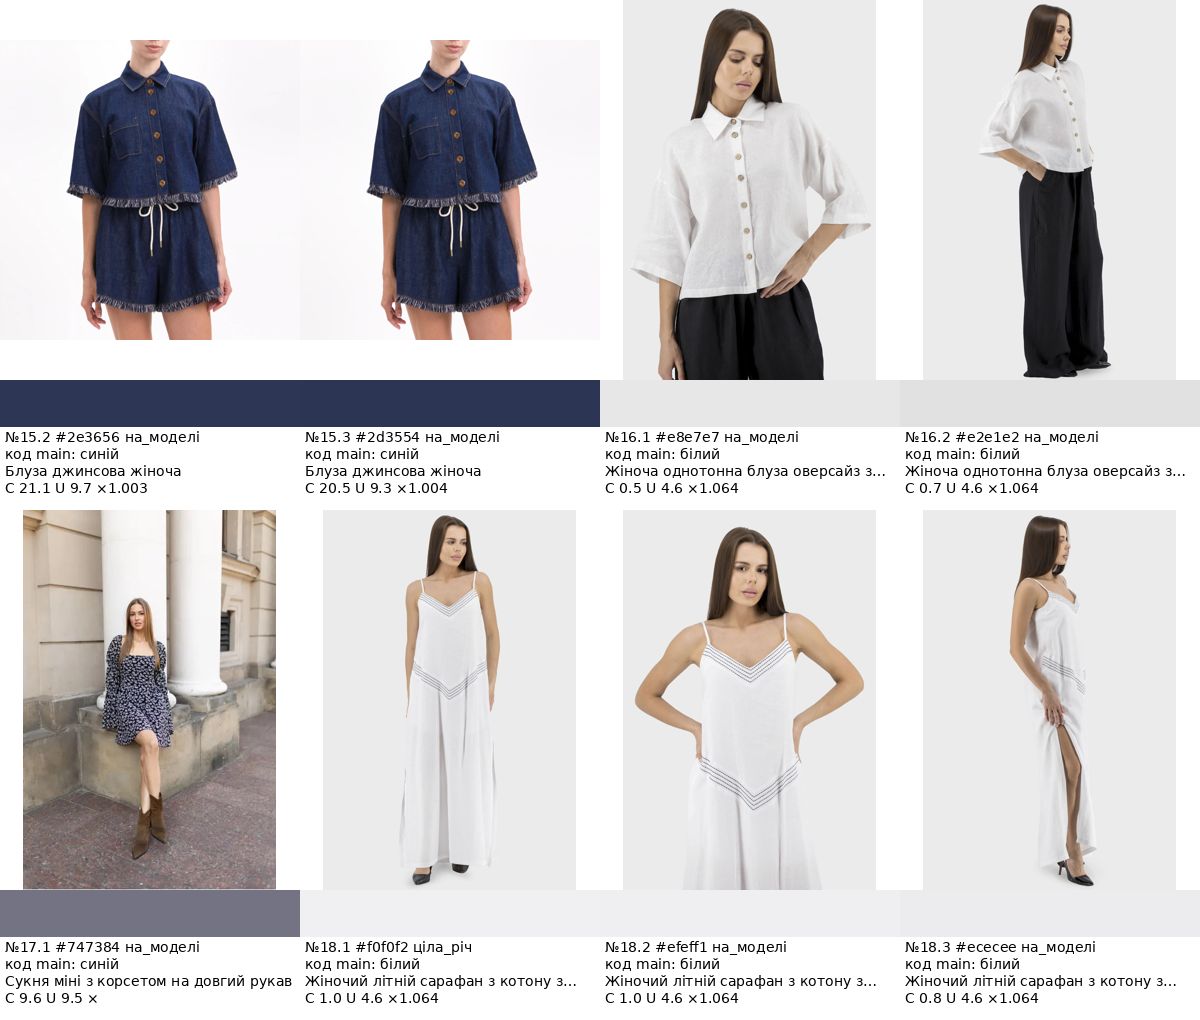 №15.2 #2e3656 на_моделі
код main: синій
Блуза джинсова жіноча
C 21.1 U 9.7 ×1.003
№15.3 #2d3554 на_моделі
код main: синій
Блуза джинсова жіноча
C 20.5 U 9.3 ×1.004
№16.1 #e8e7e7 на_моделі
код main: білий
Жіноча однотонна блуза оверсайз з…
C 0.5 U 4.6 ×1.064
№16.2 #e2e1e2 на_моделі
код main: білий
Жіноча однотонна блуза оверсайз з…
C 0.7 U 4.6 ×1.064
№17.1 #747384 на_моделі
код main: синій
Сукня міні з корсетом на довгий рукав
C 9.6 U 9.5 ×
№18.1 #f0f0f2 ціла_річ
код main: білий
Жіночий літній сарафан з котону з…
C 1.0 U 4.6 ×1.064
№18.2 #efeff1 на_моделі
код main: білий
Жіночий літній сарафан з котону з…
C 1.0 U 4.6 ×1.064
№18.3 #ececee на_моделі
код main: білий
Жіночий літній сарафан з котону з…
C 0.8 U 4.6 ×1.064